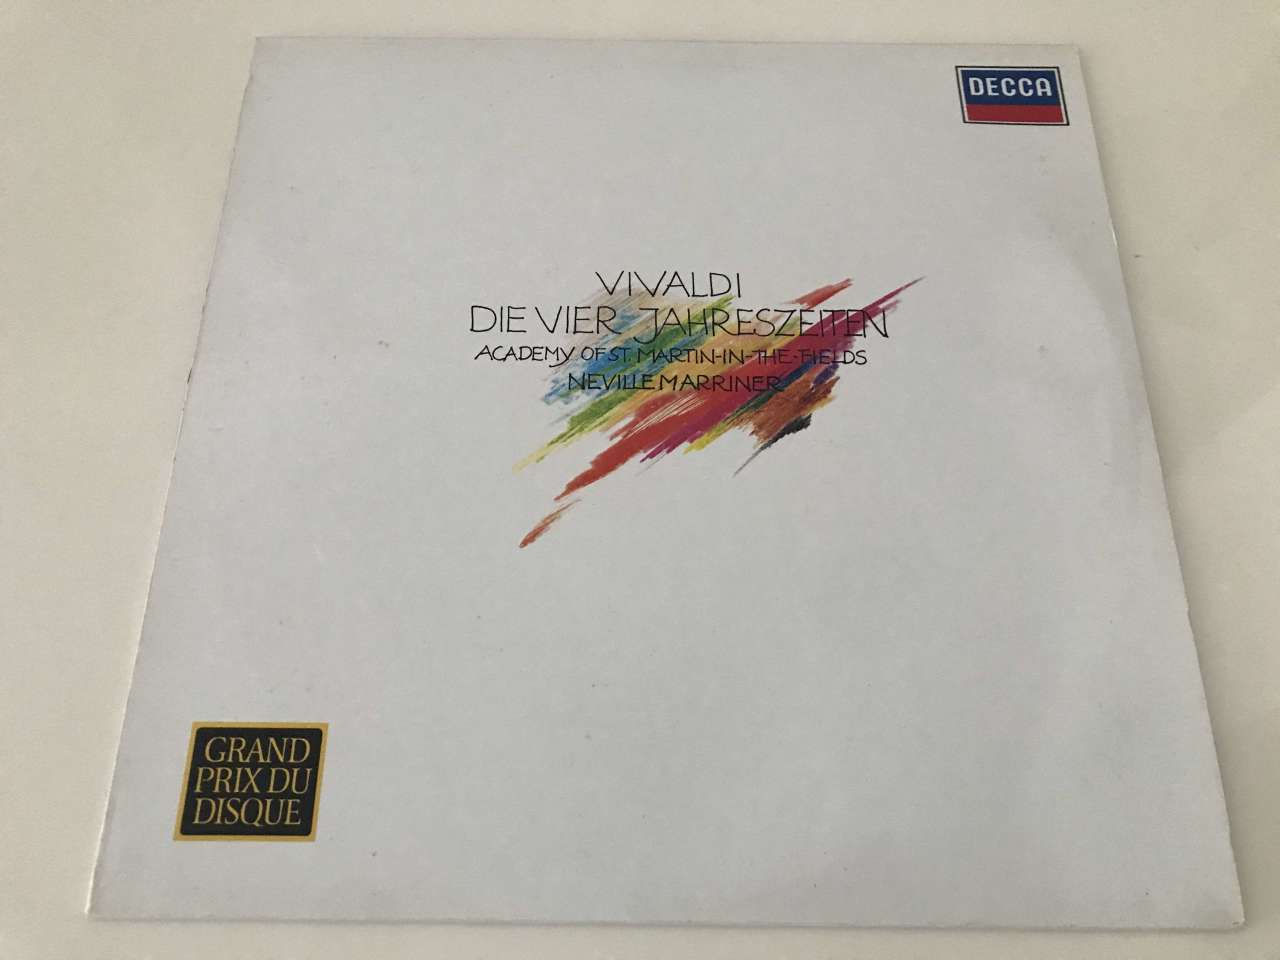 DECCA
VIVALDI
DIE VIER JAHRESZEITEN
ACADEMY OF ST. MARTIN-IN-THE-FIELDS
NEVILLE MARRINER
GRAND
PRIX DU
DISQUE